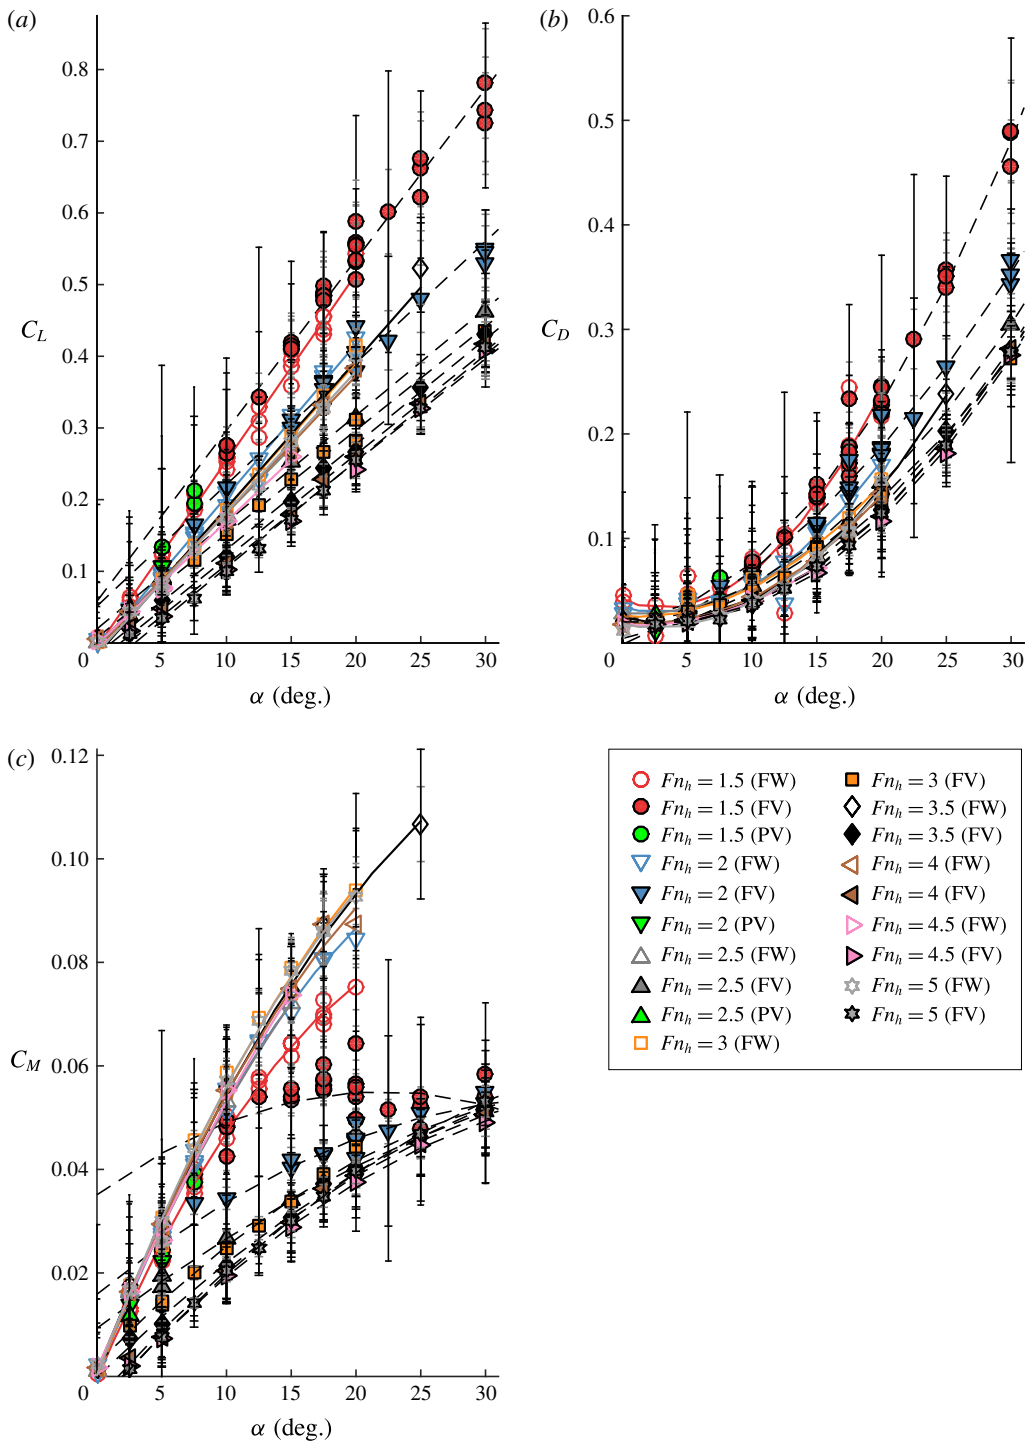 (a)
0.8
0.7
0.6
0.5
C_L
0.4
0.3
0.2
0.1
0 5 10 15 20 25 30
α (deg.)
(b)
0.6
0.5
0.4
C_D
0.3
0.2
0.1
0 5 10 15 20 25 30
α (deg.)
(c)
0.12
0.10
0.08
C_M
0.06
0.04
0.02
0 5 10 15 20 25 30
α (deg.)
Fn_h = 1.5 (FW)
Fn_h = 1.5 (FV)
Fn_h = 1.5 (PV)
Fn_h = 2 (FW)
Fn_h = 2 (FV)
Fn_h = 2 (PV)
Fn_h = 2.5 (FW)
Fn_h = 2.5 (FV)
Fn_h = 2.5 (PV)
Fn_h = 3 (FW)
Fn_h = 3 (FV)
Fn_h = 3.5 (FW)
Fn_h = 3.5 (FV)
Fn_h = 4 (FW)
Fn_h = 4 (FV)
Fn_h = 4.5 (FW)
Fn_h = 4.5 (FV)
Fn_h = 5 (FW)
Fn_h = 5 (FV)